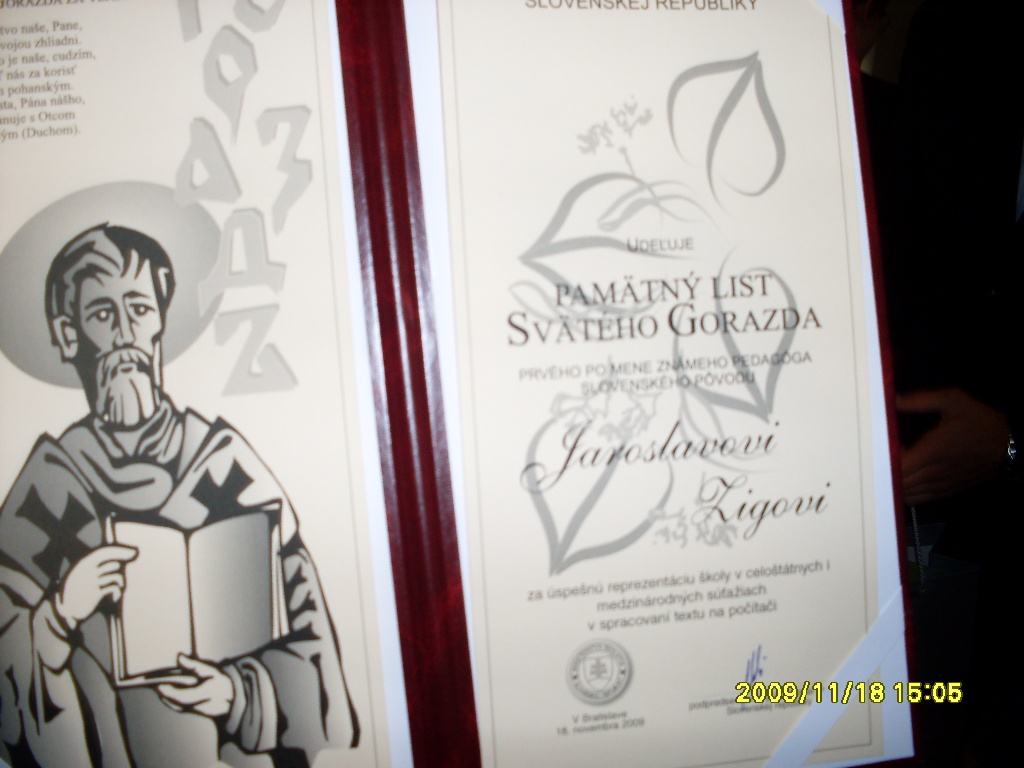 tvo naše, Pane,
vojou zhliadni.
o je naše, cudzím,
nás za korisť
pohanským.
Pána nášho,
s Otcom
(Duchom).
Г
О
Р
А
З
Д
SLOVENSKEJ REPUBLIKY
UDEĽUJE
PAMÄTNÝ LIST
SVÄTÉHO GORAZDA
PRVÉHO PO MENE ZNÁMEHO PEDAGÓGA
SLOVENSKÉHO PÔVODU
Jaroslavovi
Zigovi
za úspešnú reprezentáciu školy v celoštátnych i
medzinárodných súťažiach
v spracovaní textu na počítači
V Bratislave
18. novembra 2009
2009/11/18 15:05